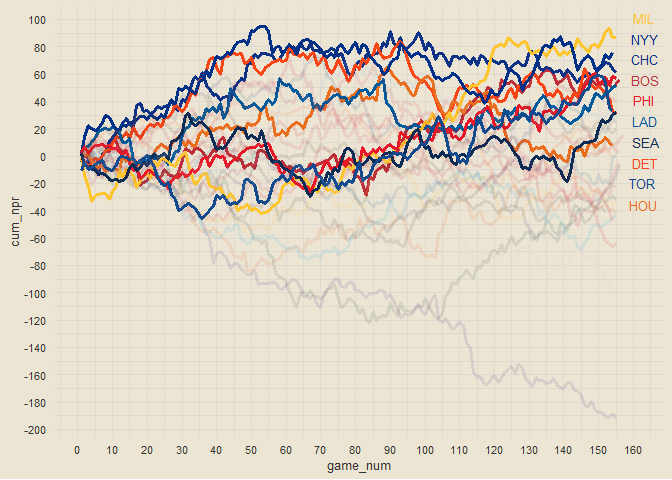 100
80
60
40
20
0
-20
-40
-60
-80
-100
-120
-140
-160
-180
-200
cum_npr
MIL
NYY
CHC
BOS
PHI
LAD
SEA
DET
TOR
HOU
0 10 20 30 40 50 60 70 80 90 100 110 120 130 140 150 160
game_num